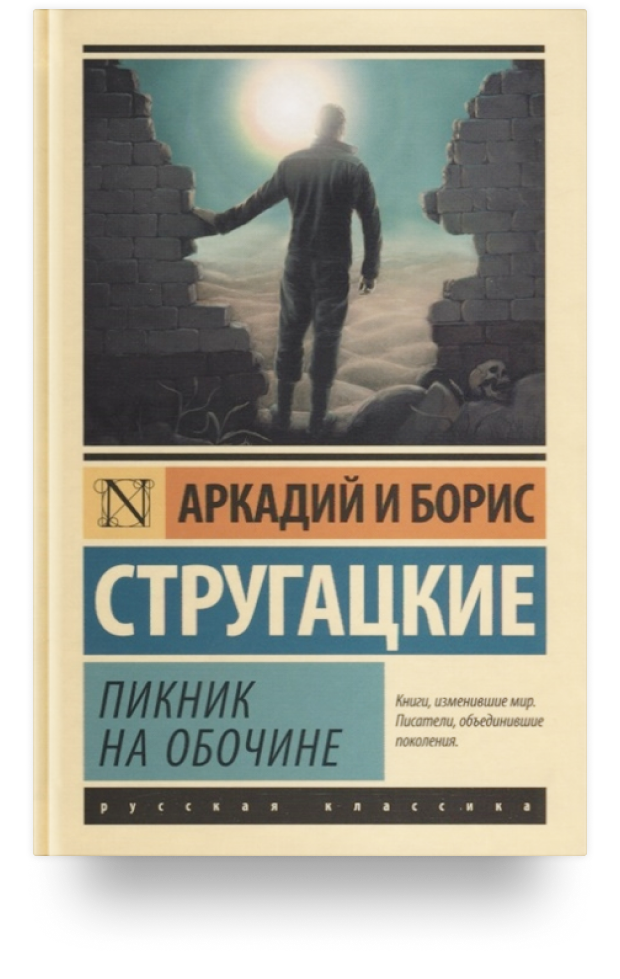 N АРКАДИЙ И БОРИС
СТРУГАЦКИЕ
ПИКНИК
НА ОБОЧИНЕ
Книги, изменившие мир.
Писатели, объединившие
поколения.
русская классика